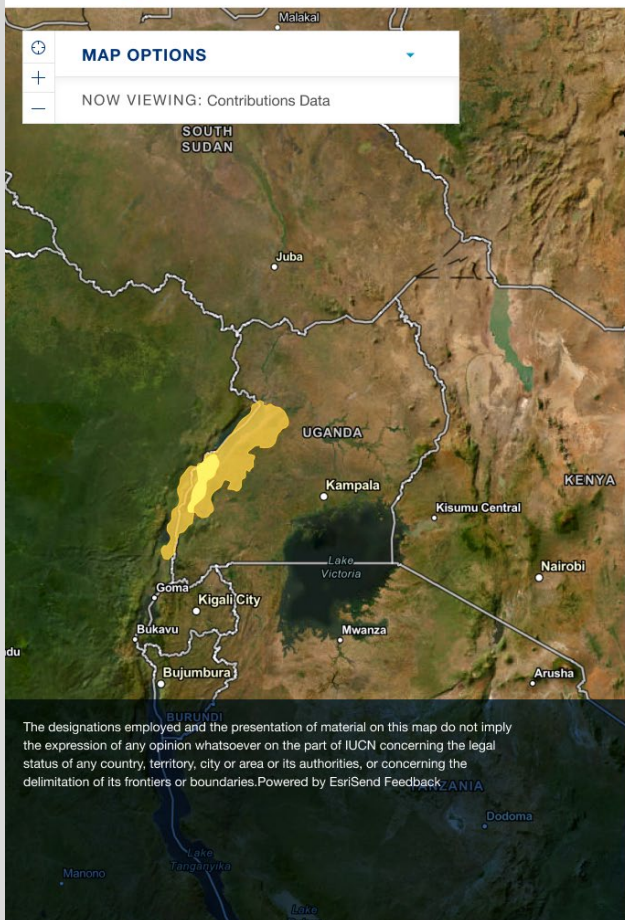 Malakal
MAP OPTIONS
NOW VIEWING: Contributions Data
SOUTH
SUDAN
Juba
UGANDA
KENYA
Kampala
Kisumu Central
Lake
Victoria
Nairobi
Goma
Kigali City
Bukavu
Mwanza
ndu
Bujumbura
Arusha
BURUNDI
The designations employed and the presentation of material on this map do not imply
the expression of any opinion whatsoever on the part of IUCN concerning the legal
status of any country, territory, city or area or its authorities, or concerning the
delimitation of its frontiers or boundaries.Powered by EsriSend Feedback
TANZANIA
Dodoma
Lake
Tanganyika
Manono
Lake